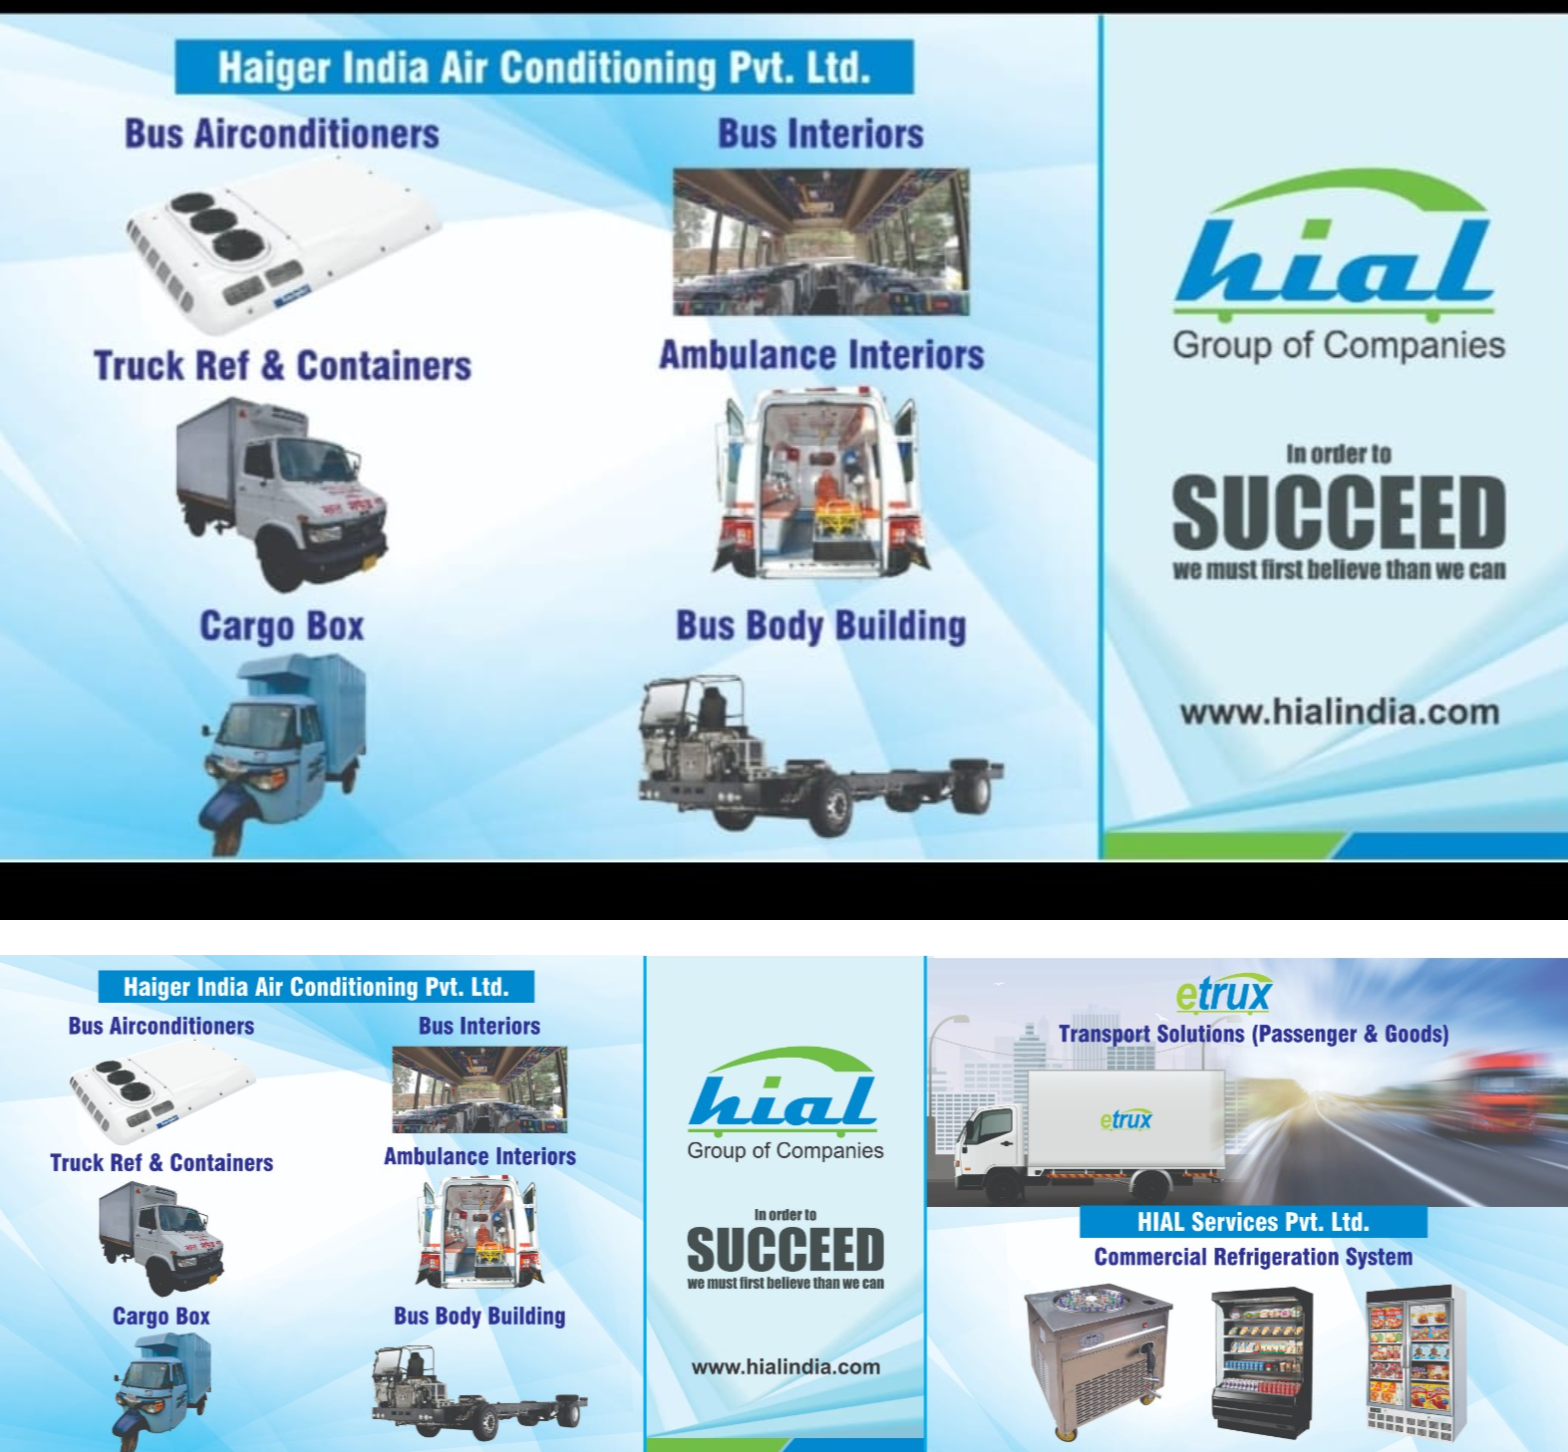 Haiger India Air Conditioning Pvt. Ltd.
Bus Airconditioners
Bus Interiors
Truck Ref & Containers
Ambulance Interiors
Cargo Box
Bus Body Building
hial
Group of Companies
In order to
SUCCEED
we must first believe than we can
www.hialindia.com
Haiger India Air Conditioning Pvt. Ltd.
Bus Airconditioners
Bus Interiors
Truck Ref & Containers
Ambulance Interiors
Cargo Box
Bus Body Building
hial
Group of Companies
In order to
SUCCEED
we must first believe than we can
www.hialindia.com
etrux
Transport Solutions (Passenger & Goods)
etrux
HIAL Services Pvt. Ltd.
Commercial Refrigeration System